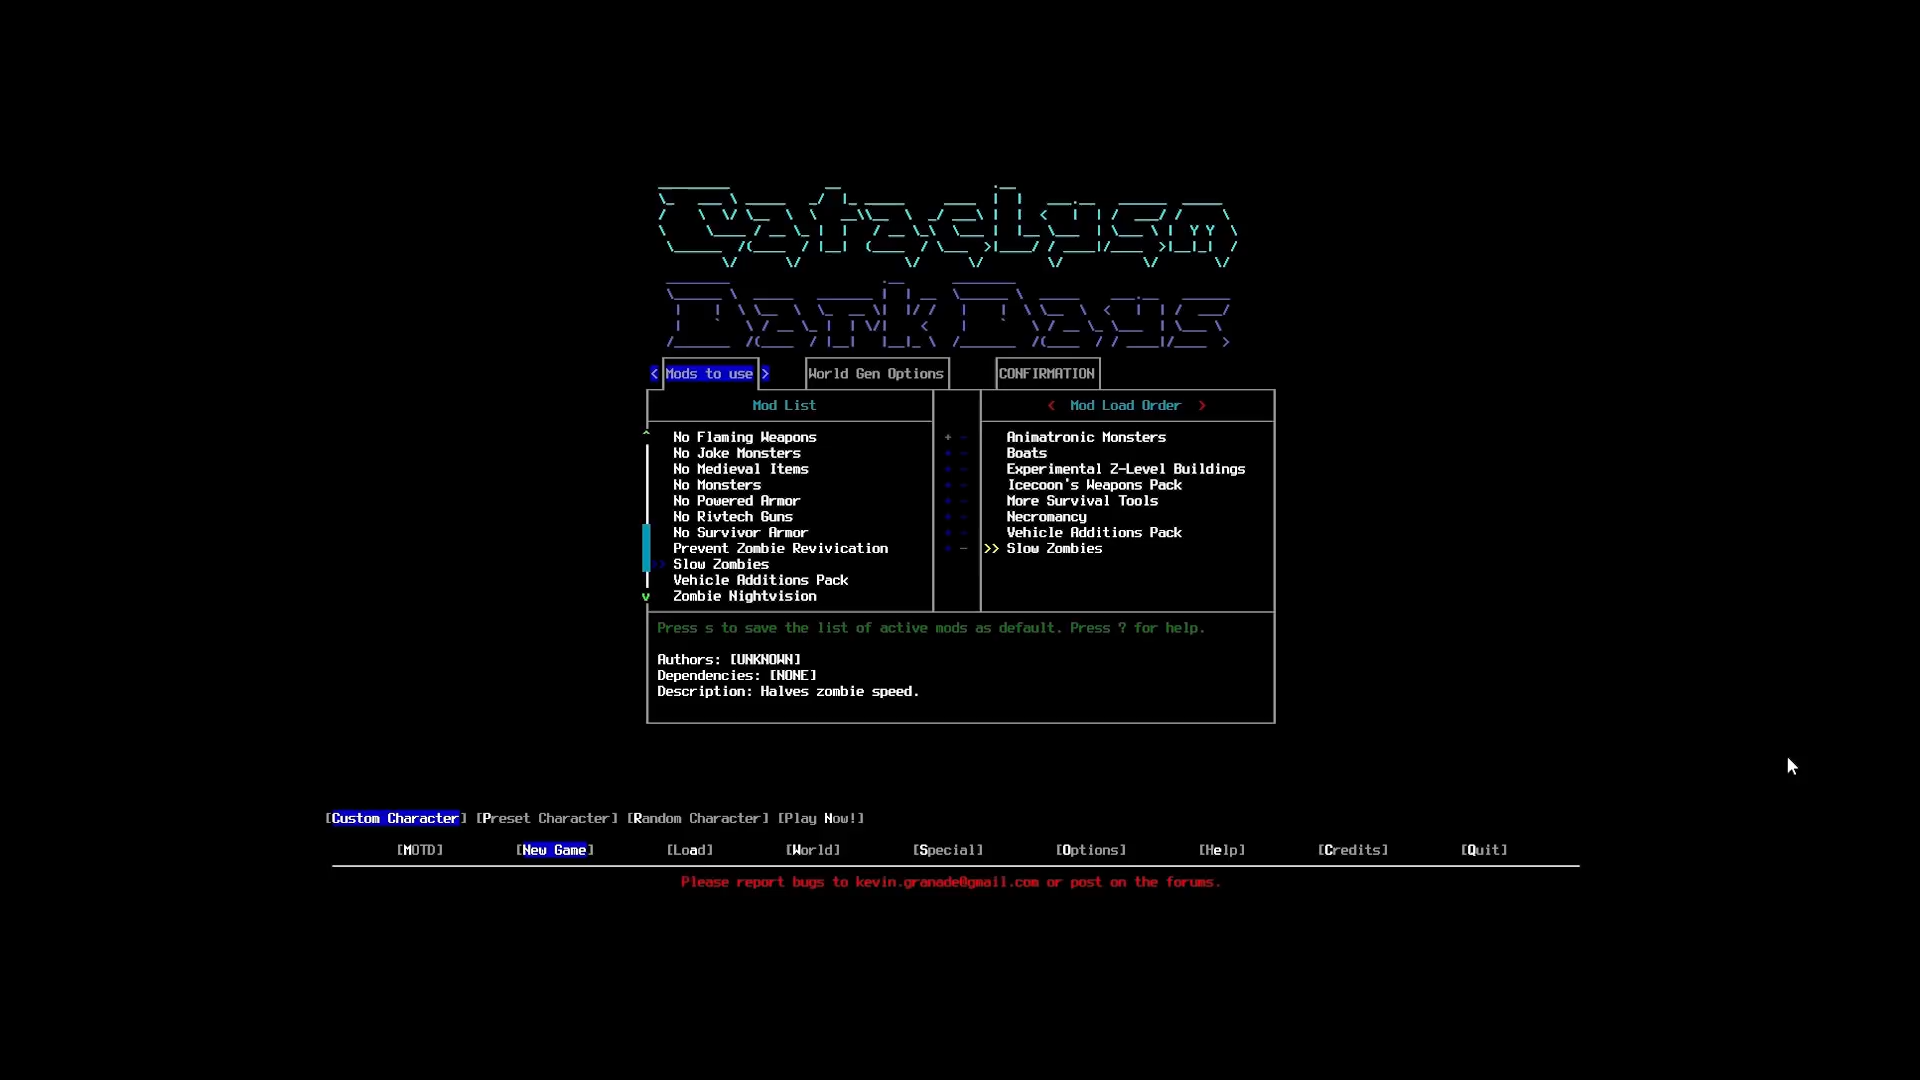 Cataclysm
Dark Days
< Mods to use > World Gen Options CONFIRMATION
Mod List < Mod Load Order >
^ No Flaming Weapons + - Animatronic Monsters
No Joke Monsters + - Boats
No Medieval Items + - Experimental Z-Level Buildings
No Monsters + - Icecoon's Weapons Pack
No Powered Armor + - More Survival Tools
No Rivtech Guns + - Necromancy
No Survivor Armor + - Vehicle Additions Pack
Prevent Zombie Revivication + - >> Slow Zombies
>> Slow Zombies
Vehicle Additions Pack
v Zombie Nightvision
Press s to save the list of active mods as default. Press ? for help.
Authors: [UNKNOWN]
Dependencies: [NONE]
Description: Halves zombie speed.
[Custom Character] [Preset Character] [Random Character] [Play Now!]
[MOTD] [New Game] [Load] [World] [Special] [Options] [Help] [Credits] [Quit]
Please report bugs to kevin.granade@gmail.com or post on the forums.